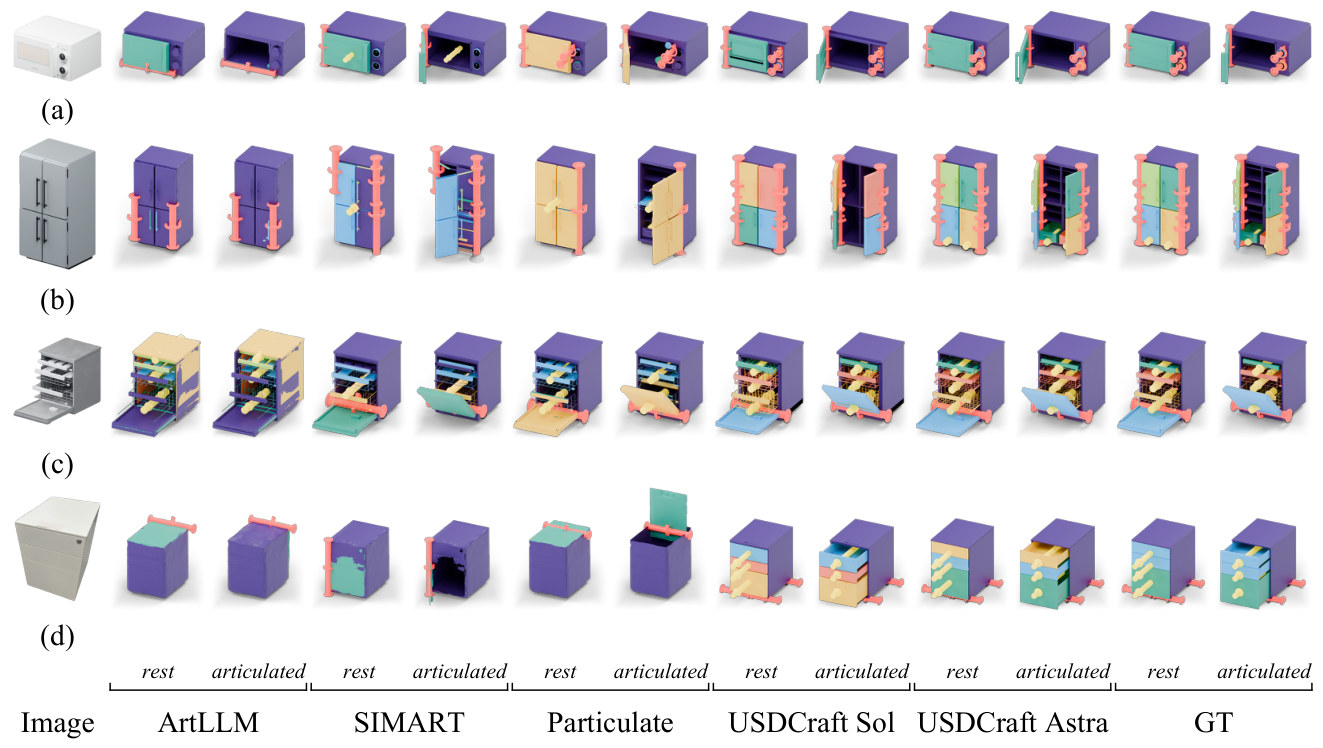 (a)
(b)
(c)
(d)
rest articulated rest articulated rest articulated rest articulated rest articulated rest articulated
Image ArtLLM SIMART Particulate USDCraft Sol USDCraft Astra GT